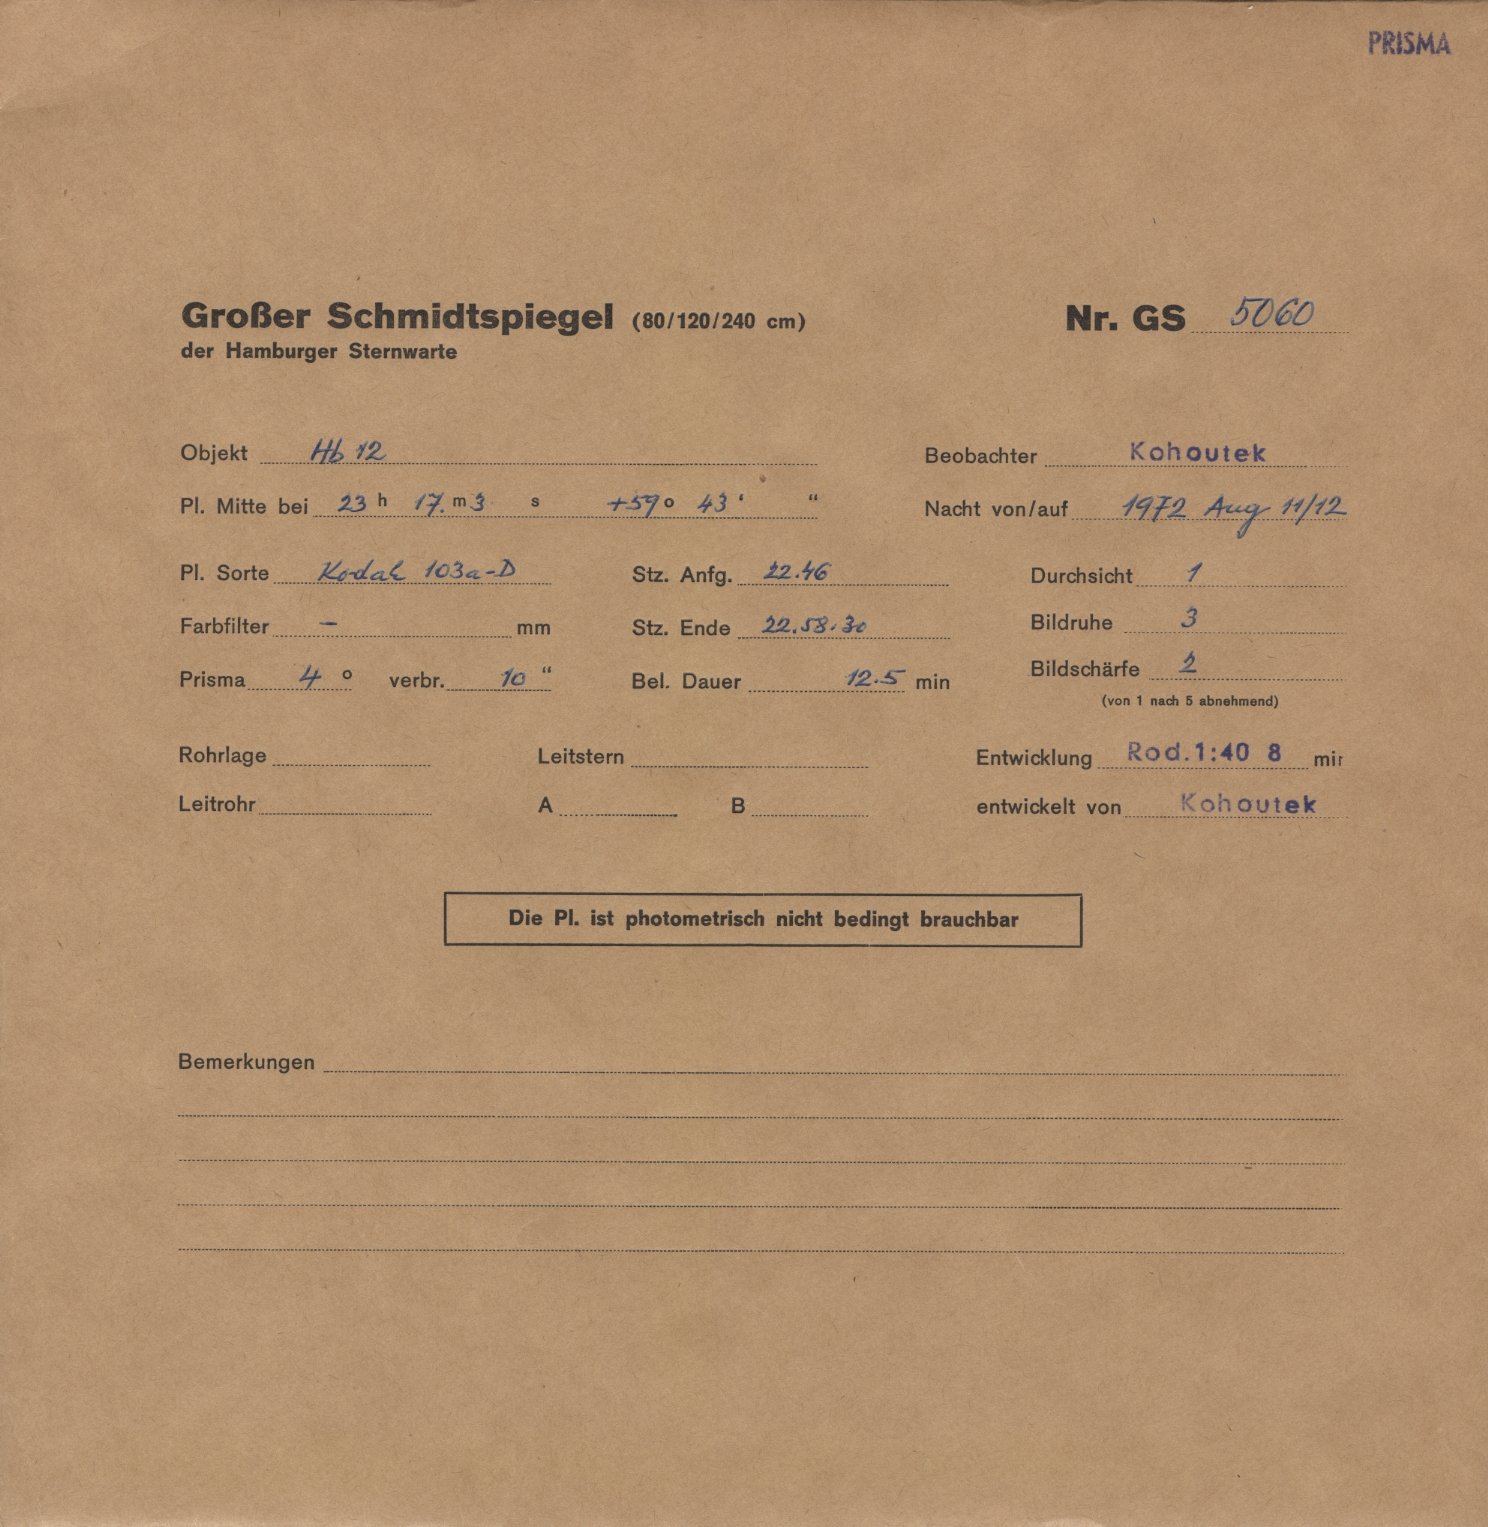 PRISMA
Großer Schmidtspiegel (80/120/240 cm) Nr. GS 5060
der Hamburger Sternwarte
Objekt Hb 12 Beobachter Kohoutek
Pl. Mitte bei 23 h 17. m 3 s +59 o 43 ‘ “ Nacht von/auf 1972 Aug 11/12
Pl. Sorte Kodak 103a-D Stz. Anfg. 22.46 Durchsicht 1
Farbfilter – mm Stz. Ende 22.58.30 Bildruhe 3
Prisma 4 o verbr. 10 “ Bel. Dauer 12.5 min Bildschärfe 2
(von 1 nach 5 abnehmend)
Rohrlage Leitstern Entwicklung Rod.1:40 8 min
Leitrohr A B entwickelt von Kohoutek
Die Pl. ist photometrisch nicht bedingt brauchbar
Bemerkungen